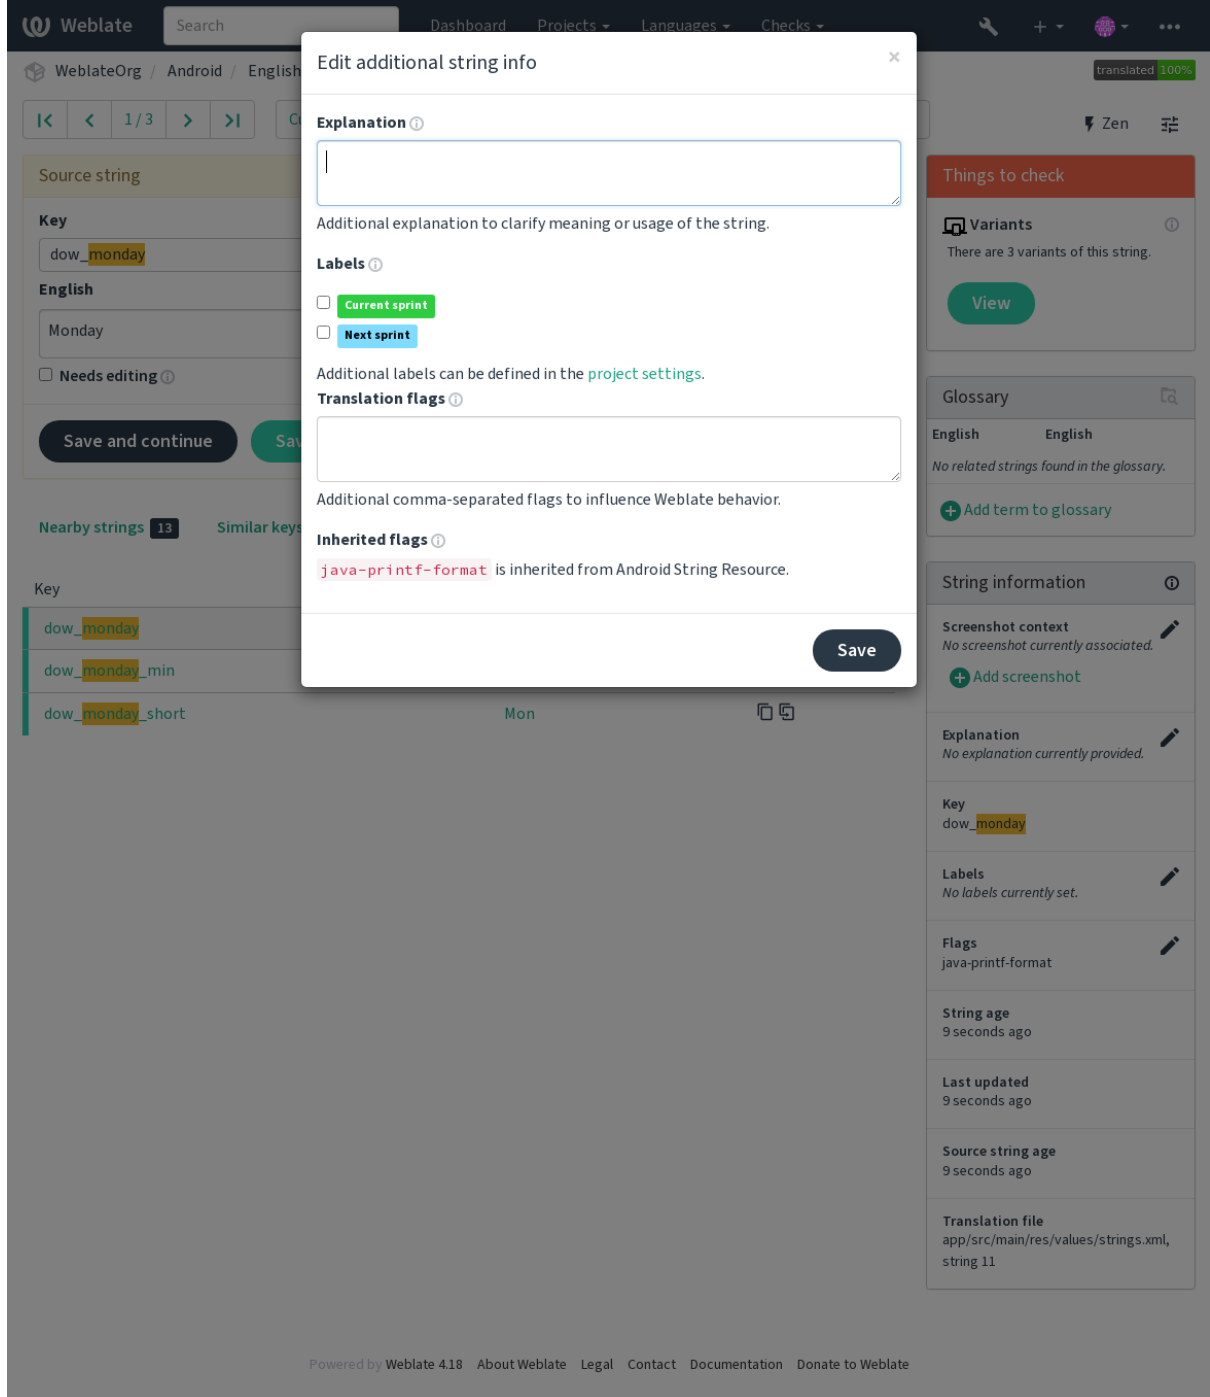 Weblate
Search
Dashboard
Projects
Languages
Checks
WeblateOrg / Android / English
translated 100%
1 / 3
Zen
Edit additional string info
×
Explanation
Additional explanation to clarify meaning or usage of the string.
Labels
Current sprint
Next sprint
Additional labels can be defined in the project settings.
Translation flags
Additional comma-separated flags to influence Weblate behavior.
Inherited flags
java-printf-format is inherited from Android String Resource.
Save
Source string
Key
dow_monday
English
Monday
Needs editing
Save and continue
Nearby strings 13
Similar keys
Key
dow_monday
dow_monday_min
dow_monday_short
Mon
Things to check
Variants
There are 3 variants of this string.
View
Glossary
English English
No related strings found in the glossary.
Add term to glossary
String information
Screenshot context
No screenshot currently associated.
Add screenshot
Explanation
No explanation currently provided.
Key
dow_monday
Labels
No labels currently set.
Flags
java-printf-format
String age
9 seconds ago
Last updated
9 seconds ago
Source string age
9 seconds ago
Translation file
app/src/main/res/values/strings.xml,
string 11
Powered by Weblate 4.18 About Weblate Legal Contact Documentation Donate to Weblate